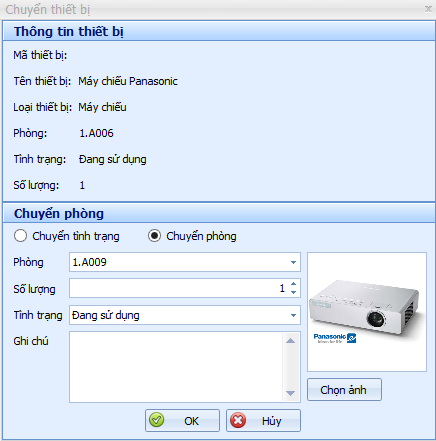 Chuyển thiết bị
Thông tin thiết bị
Mã thiết bị:
Tên thiết bị: Máy chiếu Panasonic
Loại thiết bị: Máy chiếu
Phòng: 1.A006
Tình trạng: Đang sử dụng
Số lượng: 1
Chuyển phòng
Chuyển tình trạng Chuyển phòng
Phòng 1.A009
Số lượng 1
Tình trạng Đang sử dụng
Ghi chú
Panasonic
ideas for life
Chọn ảnh
OK Hủy